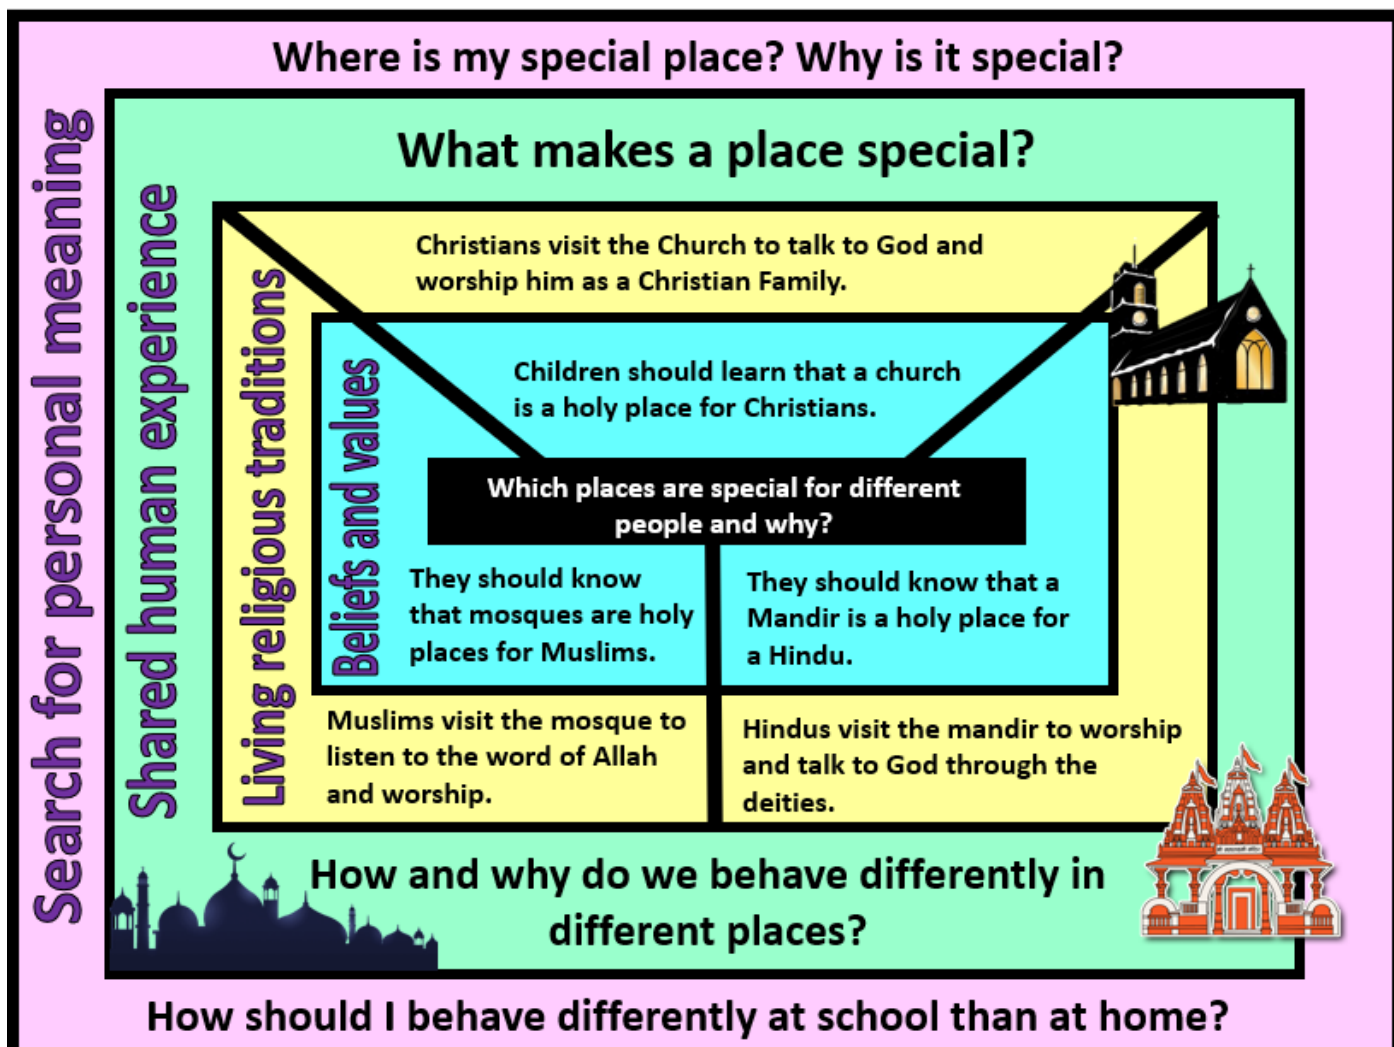 Where is my special place? Why is it special?
Search for personal meaning
What makes a place special?
Shared human experience
Christians visit the Church to talk to God and
worship him as a Christian Family.
Living religious traditions
Children should learn that a church
is a holy place for Christians.
Beliefs and values
Which places are special for different
people and why?
They should know
that mosques are holy
places for Muslims.
They should know that a
Mandir is a holy place for
a Hindu.
Muslims visit the mosque to
listen to the word of Allah
and worship.
Hindus visit the mandir to worship
and talk to God through the
deities.
How and why do we behave differently in
different places?
How should I behave differently at school than at home?